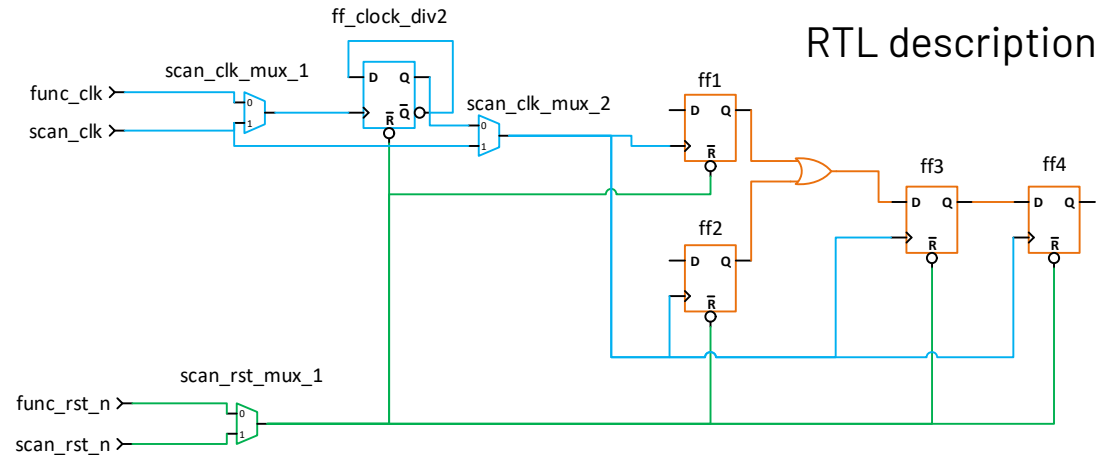 RTL description
ff_clock_div2
scan_clk_mux_1
func_clk
scan_clk
0
1
D
Q
Q̅
R̅
scan_clk_mux_2
0
1
ff1
D
Q
R̅
ff2
D
Q
R̅
ff3
D
Q
R̅
ff4
D
Q
R̅
scan_rst_mux_1
func_rst_n
scan_rst_n
0
1